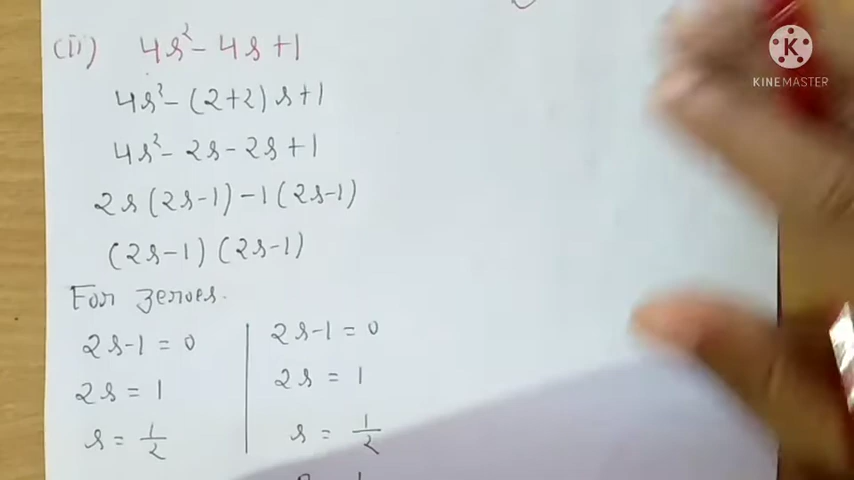 (ii) 4s² - 4s + 1
4s² - (2+2)s + 1
4s² - 2s - 2s + 1
2s(2s-1) - 1(2s-1)
(2s-1) (2s-1)
For zeroes.
2s-1 = 0
2s = 1
s = 1/2
2s-1 = 0
2s = 1
s = 1/2
K
KINEMASTER